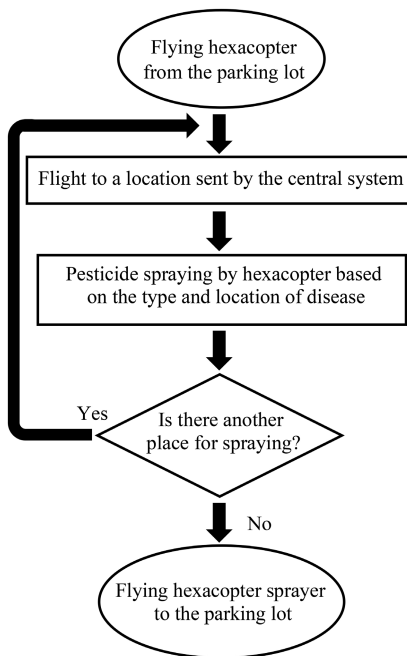 Flying hexacopter
from the parking lot
Flight to a location sent by the central system
Pesticide spraying by hexacopter based
on the type and location of disease
Yes
Is there another
place for spraying?
No
Flying hexacopter sprayer
to the parking lot